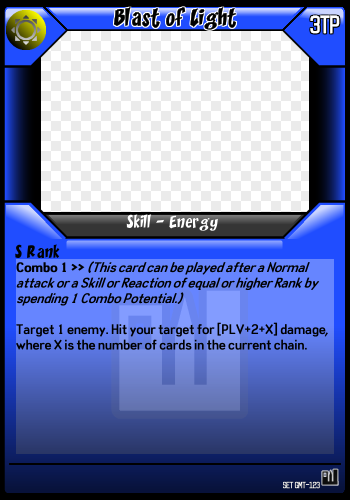 Blast of Light
3TP
Skill - Energy
S Rank
Combo 1 >> (This card can be played after a Normal
attack or a Skill or Reaction of equal or higher Rank by
spending 1 Combo Potential.)
Target 1 enemy. Hit your target for [PLV+2+X] damage,
where X is the number of cards in the current chain.
SET GMT-123